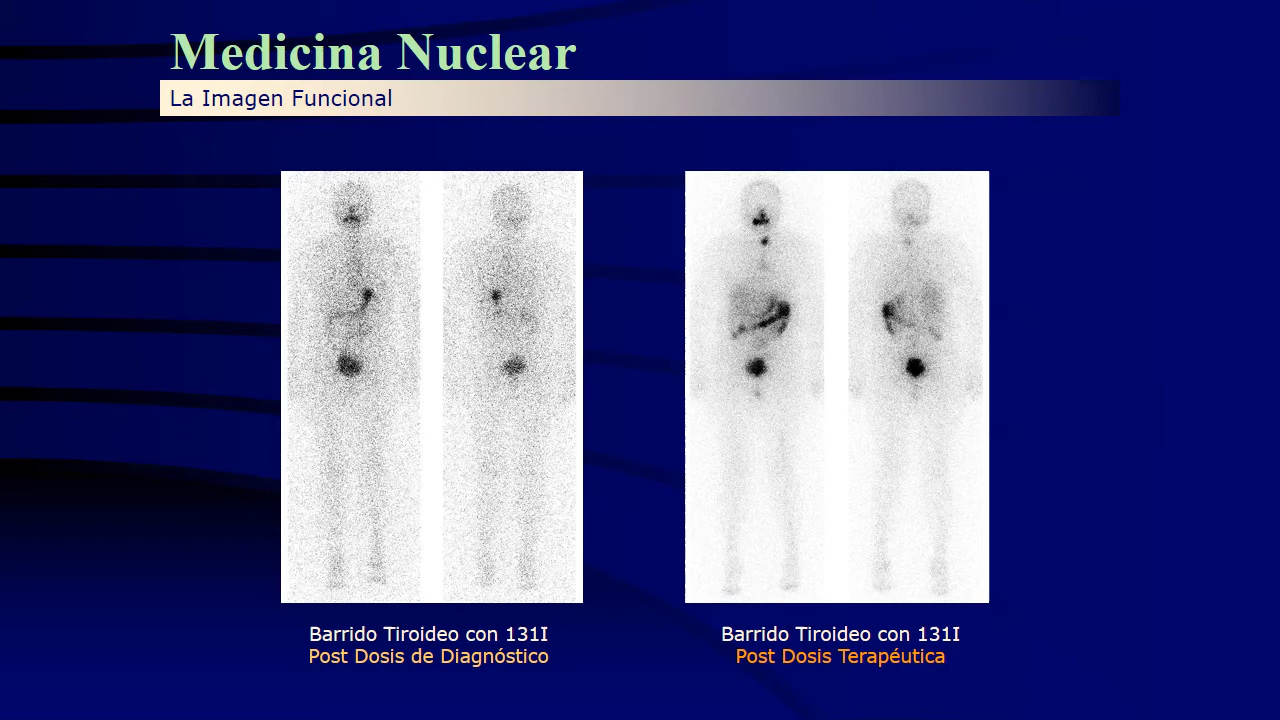 Medicina Nuclear
La Imagen Funcional
Barrido Tiroideo con 131I
Post Dosis de Diagnóstico
Barrido Tiroideo con 131I
Post Dosis Terapéutica